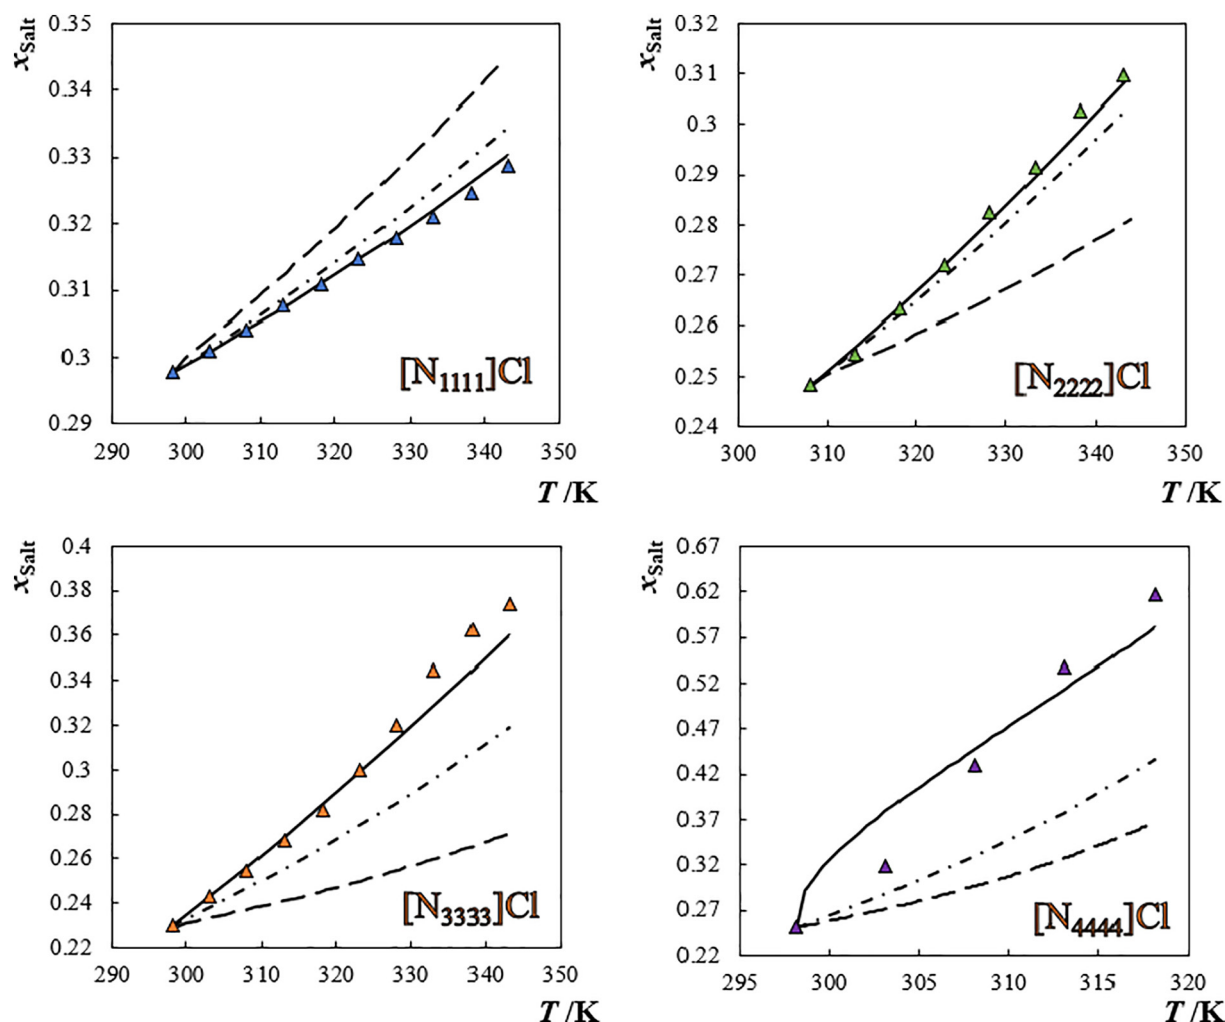 x_Salt
0.35
0.34
0.33
0.32
0.31
0.3
0.29
[N₁₁₁₁]Cl
290 300 310 320 330 340 350
T /K
x_Salt
0.32
0.31
0.3
0.29
0.28
0.27
0.26
0.25
0.24
[N₂₂₂₂]Cl
300 310 320 330 340 350
T /K
x_Salt
0.4
0.38
0.36
0.34
0.32
0.3
0.28
0.26
0.24
0.22
[N₃₃₃₃]Cl
290 300 310 320 330 340 350
T /K
x_Salt
0.67
0.62
0.57
0.52
0.47
0.42
0.37
0.32
0.27
0.22
[N₄₄₄₄]Cl
295 300 305 310 315 320
T /K